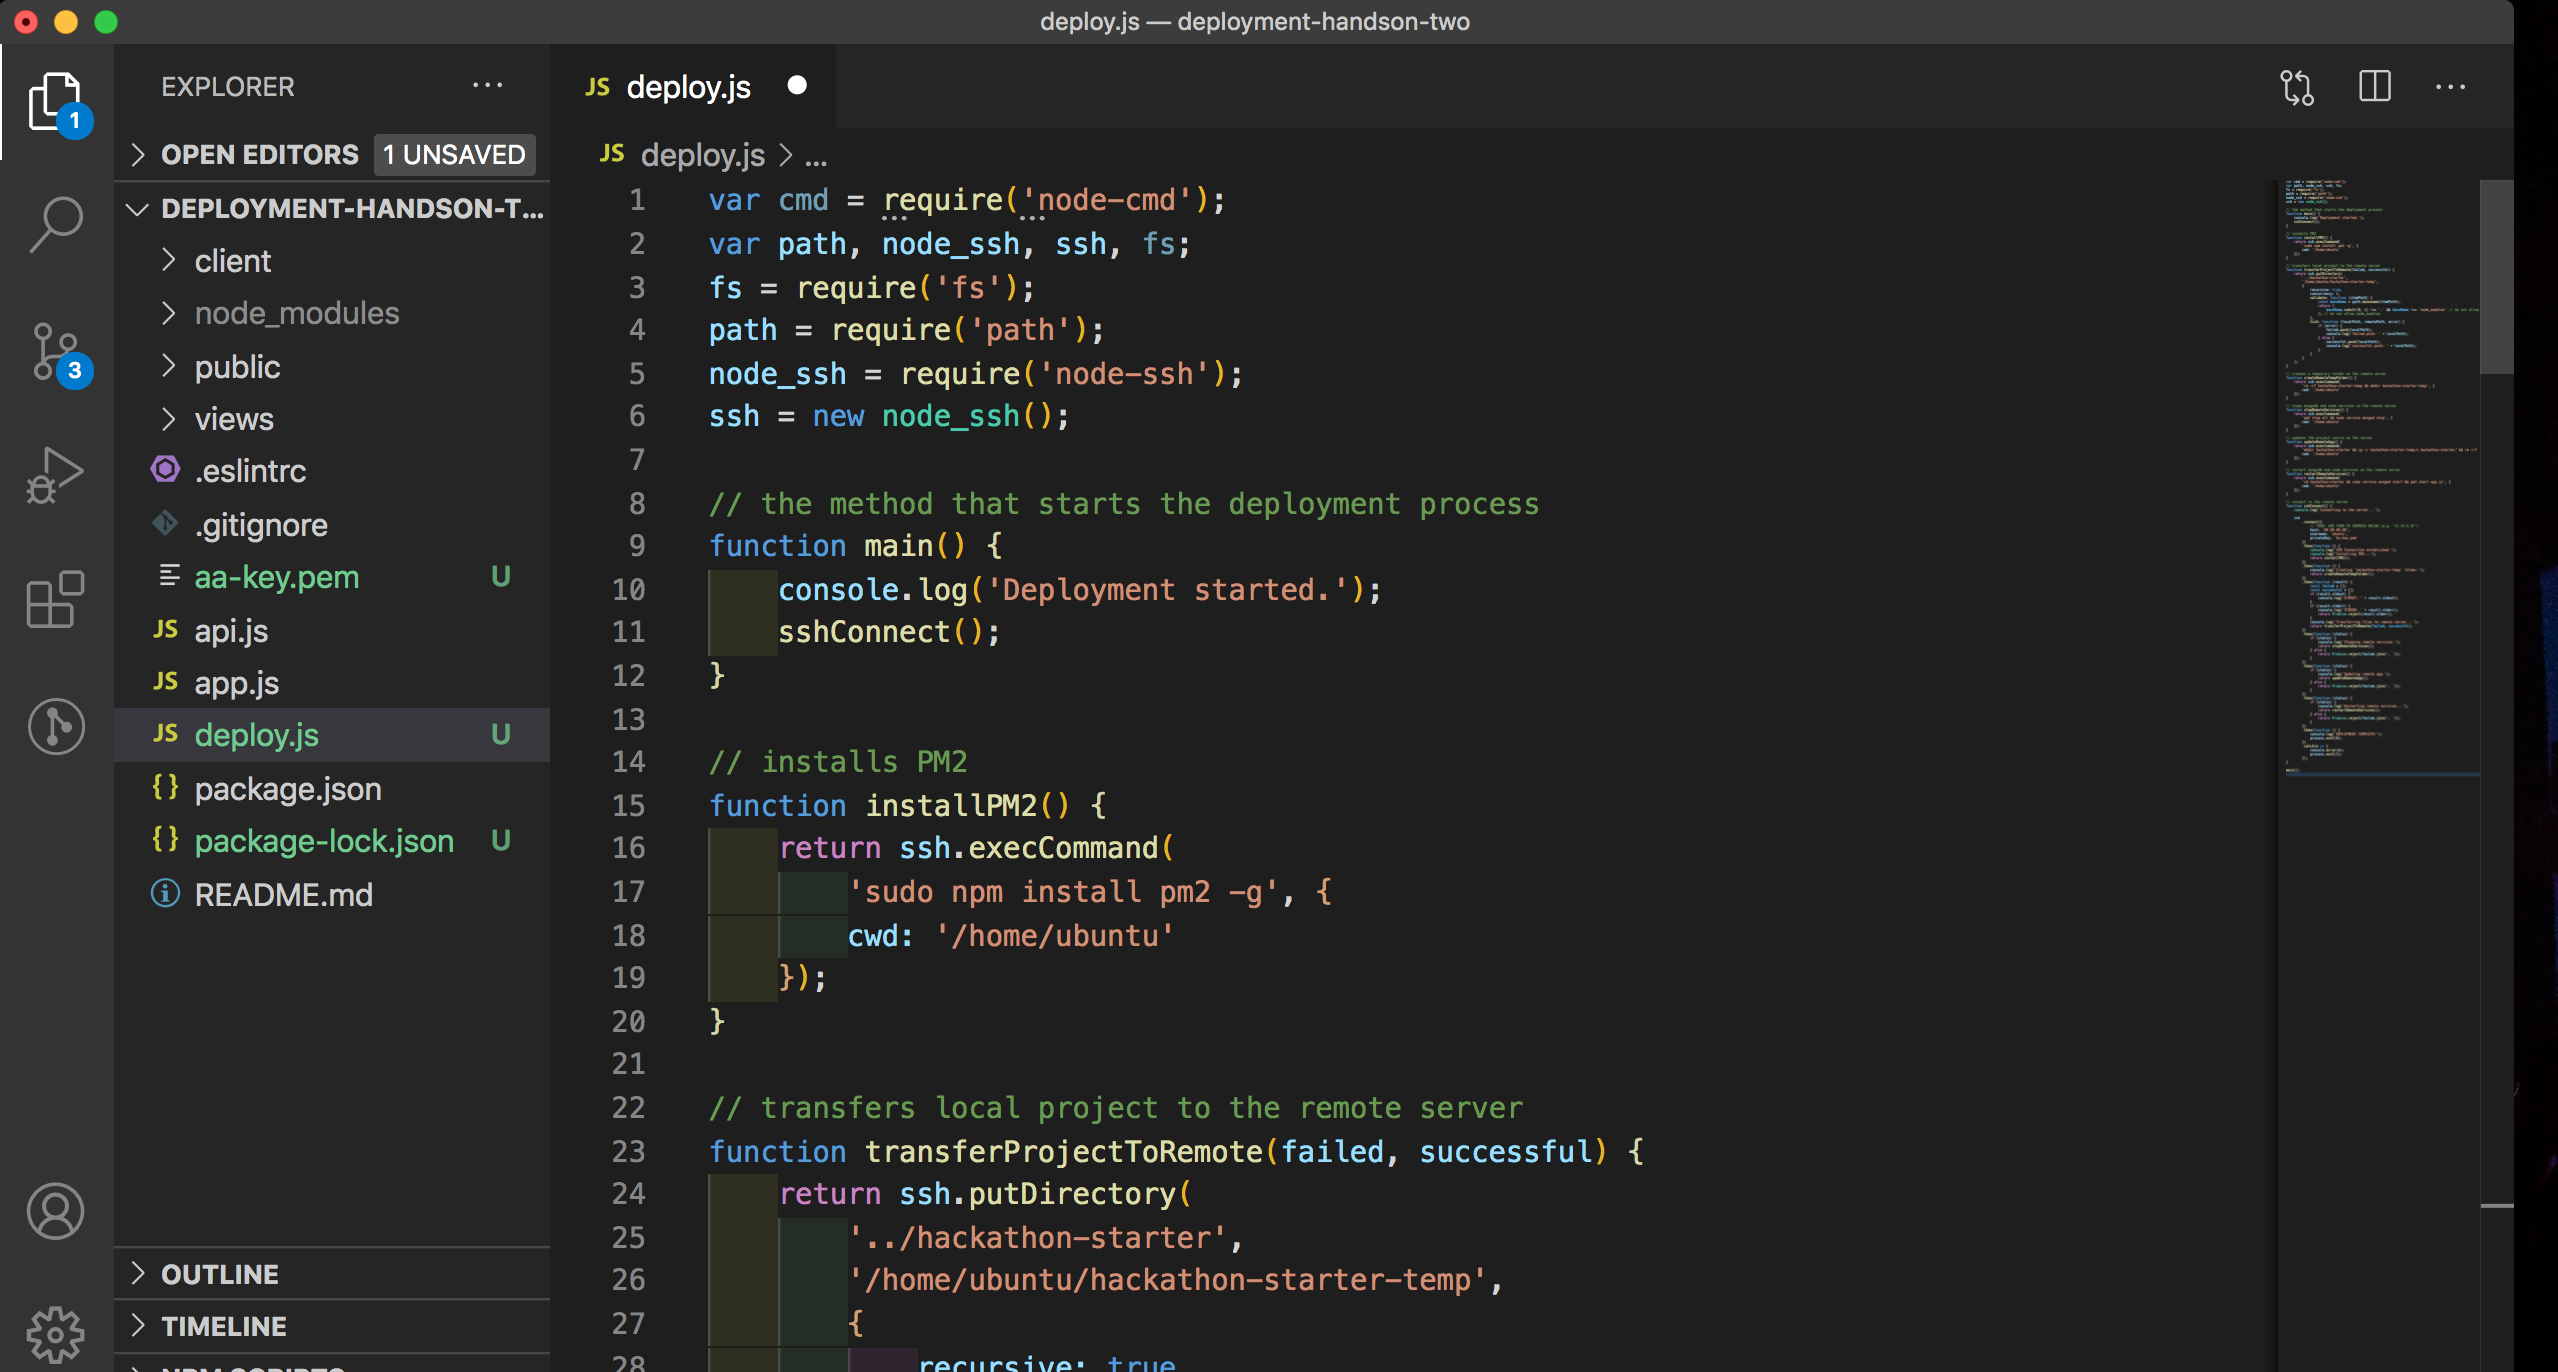 deploy.js — deployment-handson-two
EXPLORER
OPEN EDITORS 1 UNSAVED
DEPLOYMENT-HANDSON-T...
client
node_modules
public
views
.eslintrc
.gitignore
aa-key.pem U
api.js
app.js
deploy.js U
package.json
package-lock.json U
README.md
OUTLINE
TIMELINE
1
3
JS deploy.js
JS deploy.js > ...
1 var cmd = require('node-cmd');
2 var path, node_ssh, ssh, fs;
3 fs = require('fs');
4 path = require('path');
5 node_ssh = require('node-ssh');
6 ssh = new node_ssh();
7
8 // the method that starts the deployment process
9 function main() {
10 console.log('Deployment started.');
11 sshConnect();
12 }
13
14 // installs PM2
15 function installPM2() {
16 return ssh.execCommand(
17 'sudo npm install pm2 -g', {
18 cwd: '/home/ubuntu'
19 });
20 }
21
22 // transfers local project to the remote server
23 function transferProjectToRemote(failed, successful) {
24 return ssh.putDirectory(
25 '../hackathon-starter',
26 '/home/ubuntu/hackathon-starter-temp',
27 {
28 recursive: true